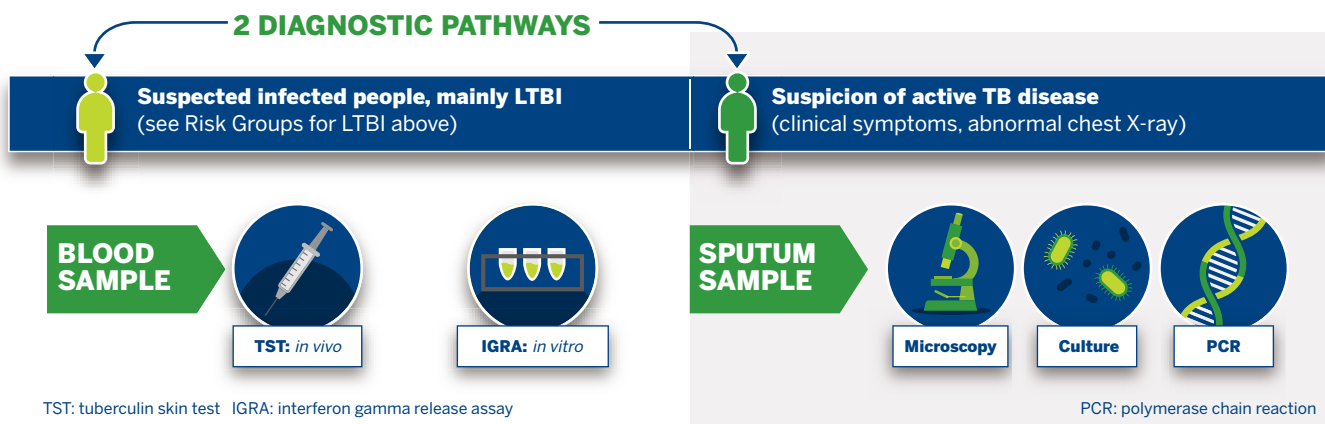 2 DIAGNOSTIC PATHWAYS
Suspected infected people, mainly LTBI
(see Risk Groups for LTBI above)
Suspicion of active TB disease
(clinical symptoms, abnormal chest X-ray)
BLOOD
SAMPLE
TST: in vivo
IGRA: in vitro
SPUTUM
SAMPLE
Microscopy
Culture
PCR
TST: tuberculin skin test IGRA: interferon gamma release assay
PCR: polymerase chain reaction